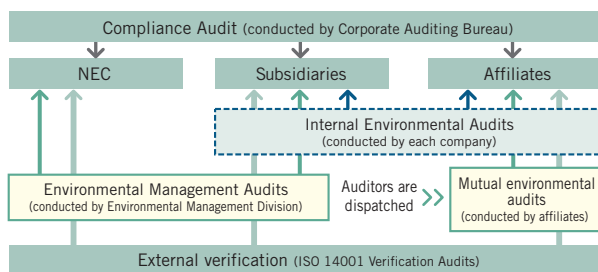 Compliance Audit (conducted by Corporate Auditing Bureau)
NEC
Subsidiaries
Affiliates
Internal Environmental Audits
(conducted by each company)
Environmental Management Audits
(conducted by Environmental Management Division)
Auditors are
dispatched
Mutual environmental
audits
(conducted by affiliates)
External verification (ISO 14001 Verification Audits)